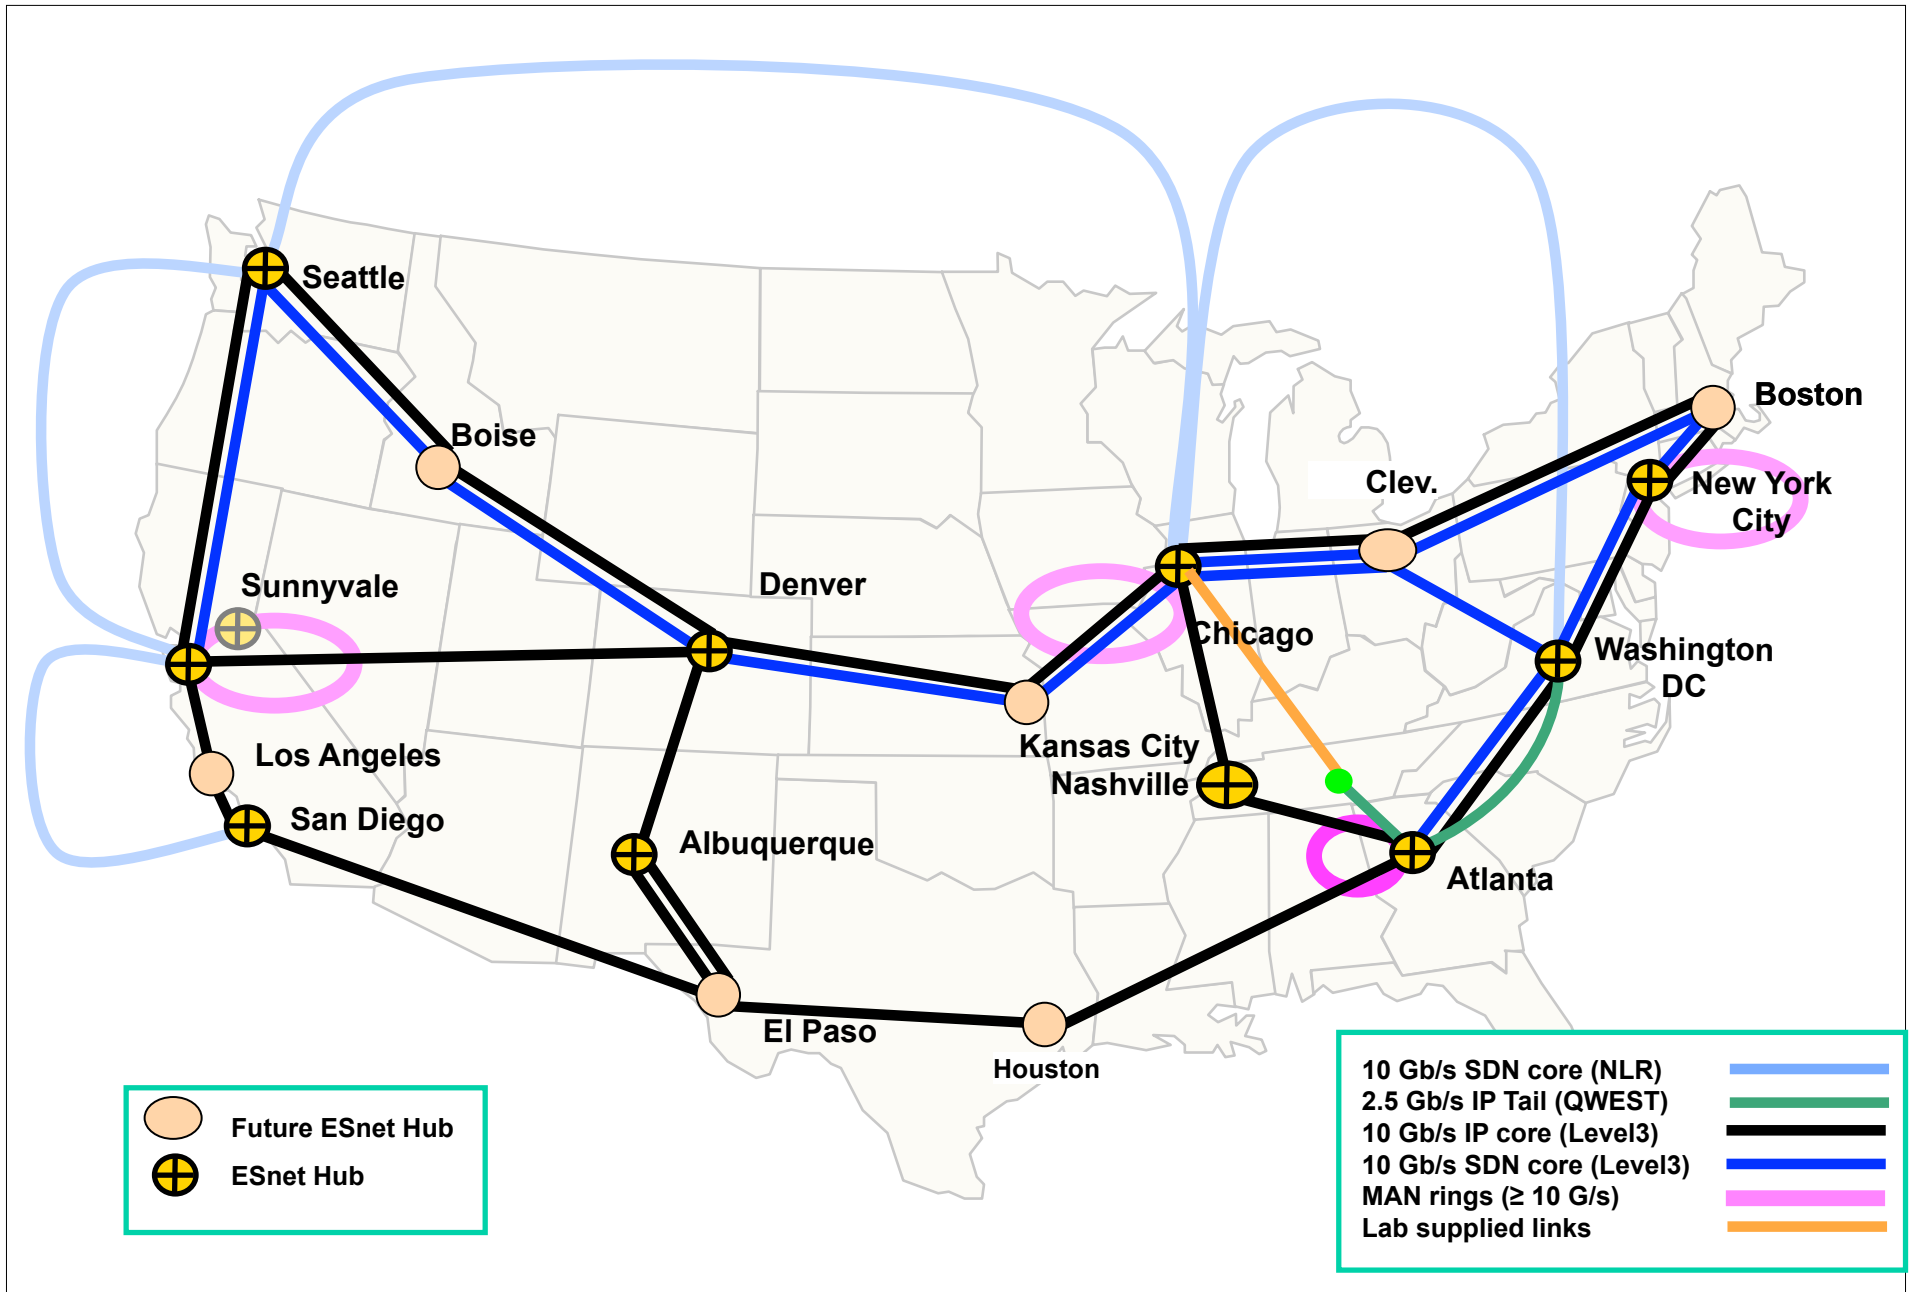 Seattle
Boise
Boston
Clev.
New York
City
Sunnyvale
Denver
Chicago
Washington
DC
Kansas City
Nashville
Los Angeles
San Diego
Albuquerque
Atlanta
El Paso
Houston
Future ESnet Hub
ESnet Hub
10 Gb/s SDN core (NLR)
2.5 Gb/s IP Tail (QWEST)
10 Gb/s IP core (Level3)
10 Gb/s SDN core (Level3)
MAN rings (≥ 10 G/s)
Lab supplied links